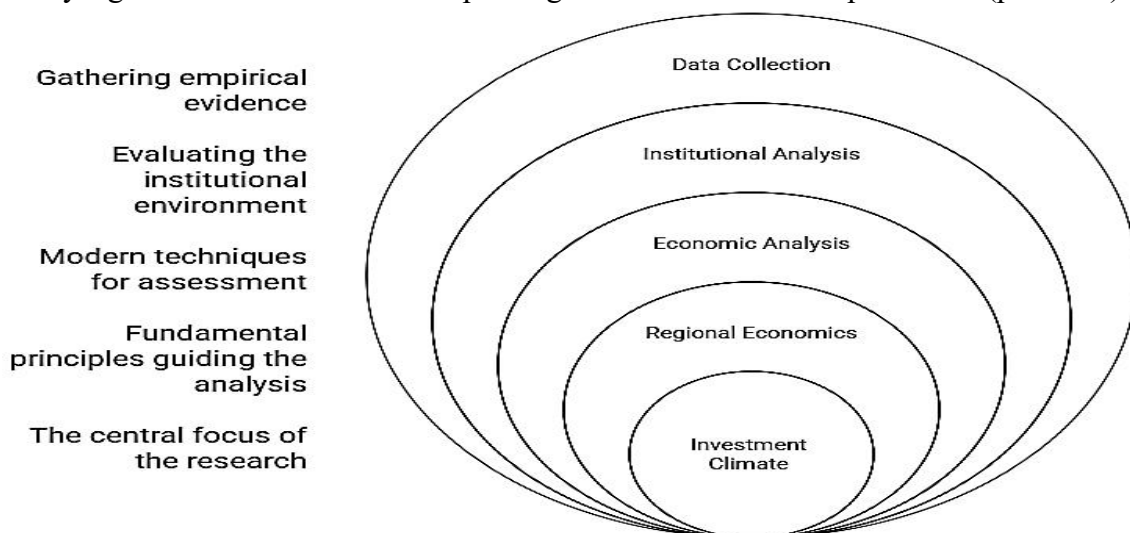 Gathering empirical
evidence
Data Collection
Evaluating the
institutional
environment
Institutional Analysis
Modern techniques
for assessment
Economic Analysis
Fundamental
principles guiding the
analysis
Regional Economics
The central focus of
the research
Investment
Climate